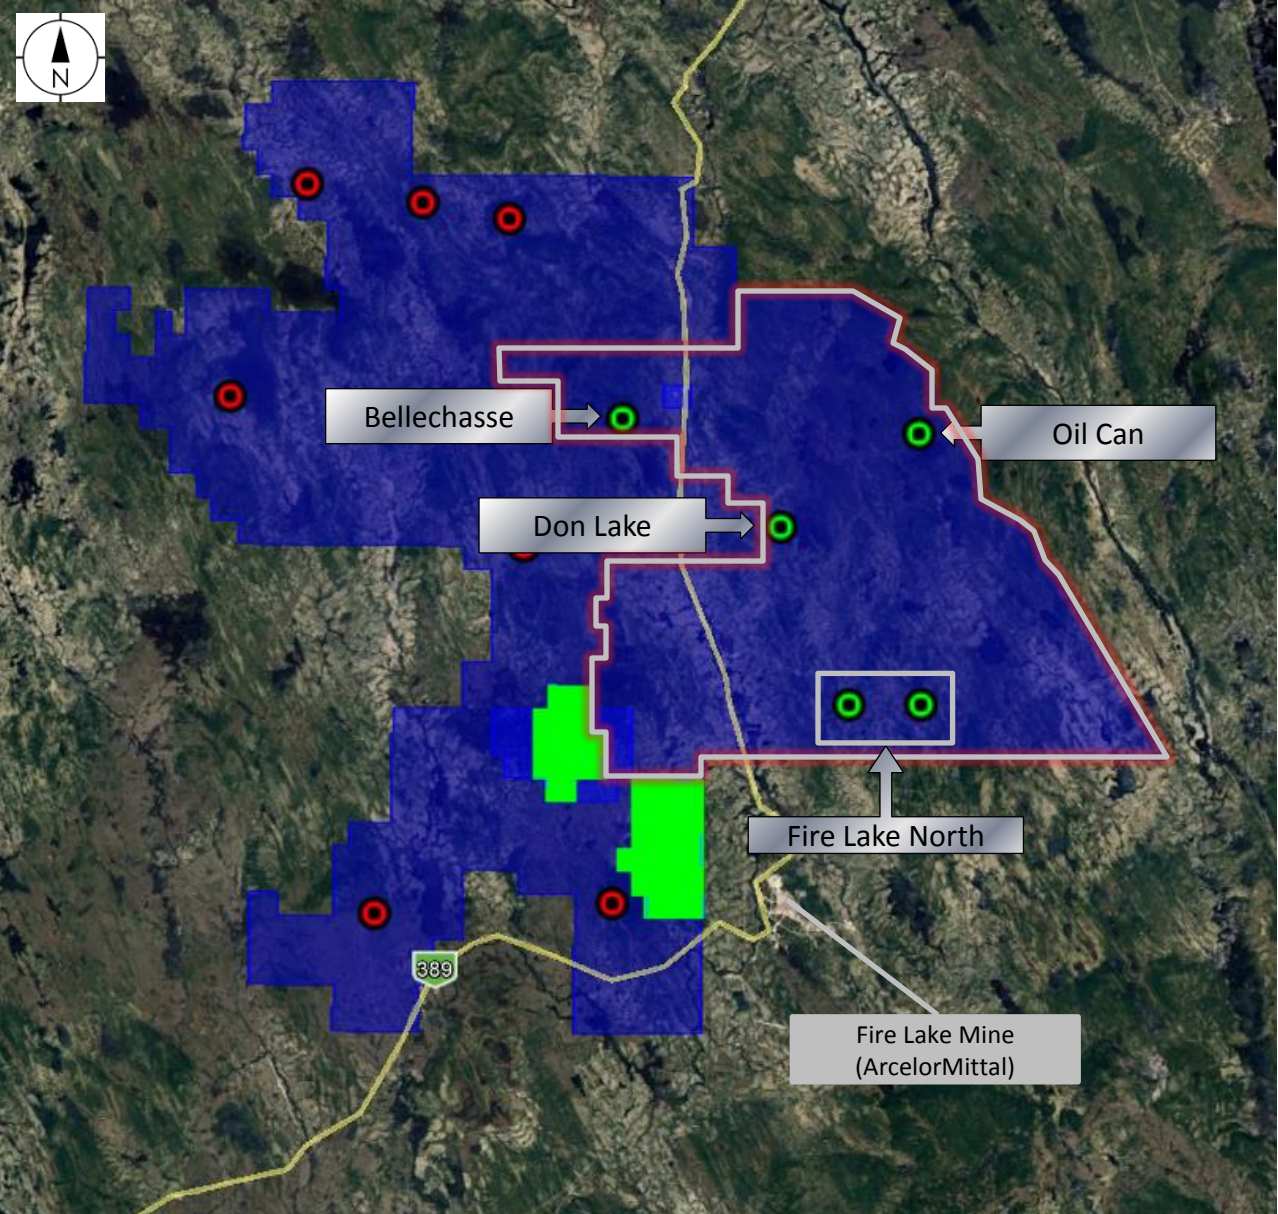 N
Bellechasse
Oil Can
Don Lake
Fire Lake North
389
Fire Lake Mine
(ArcelorMittal)